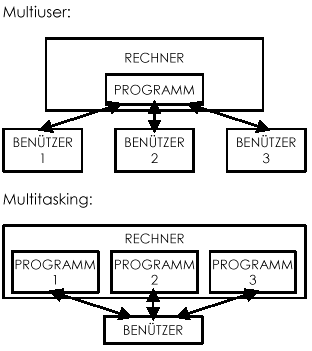 Multiuser:
RECHNER
PROGRAMM
BENÜTZER
1
BENÜTZER
2
BENÜTZER
3
Multitasking:
RECHNER
PROGRAMM
1
PROGRAMM
2
PROGRAMM
3
BENÜTZER